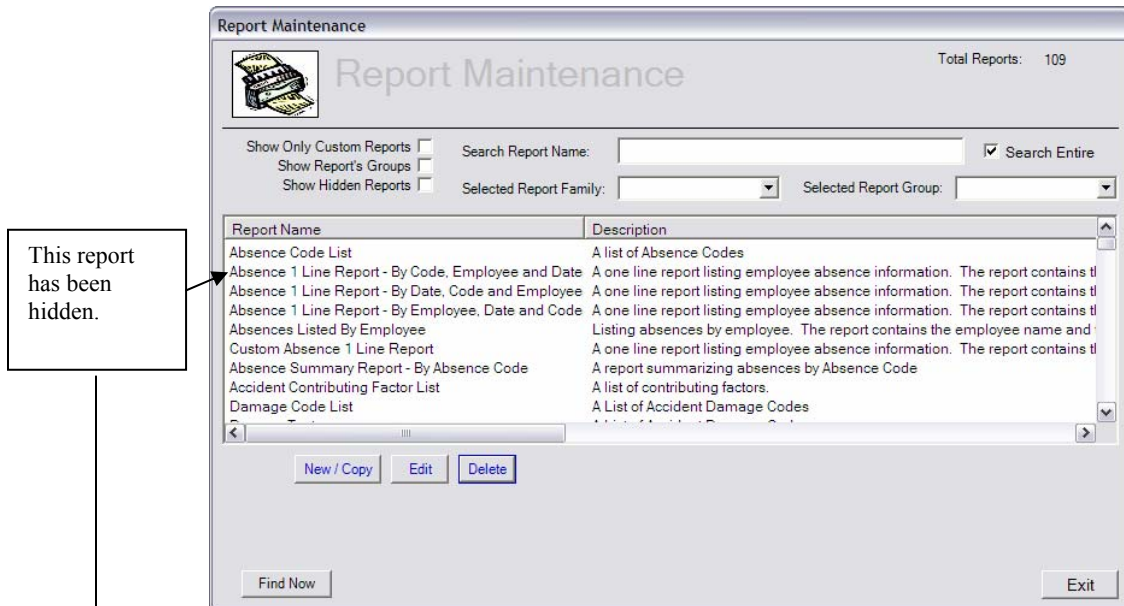 Report Maintenance
Report Maintenance
Total Reports: 109
Show Only Custom Reports
Show Report's Groups
Show Hidden Reports
Search Report Name:
Search Entire
Selected Report Family:
Selected Report Group:
Report Name Description
Absence Code List A list of Absence Codes
Absence 1 Line Report - By Code, Employee and Date A one line report listing employee absence information. The report contains
Absence 1 Line Report - By Date, Code and Employee A one line report listing employee absence information. The report contains
Absence 1 Line Report - By Employee, Date and Code A one line report listing employee absence information. The report contains
Absences Listed By Employee Listing absences by employee. The report contains the employee name and
Custom Absence 1 Line Report A one line report listing employee absence information. The report contains
Absence Summary Report - By Absence Code A report summarizing absences by Absence Code
Accident Contributing Factor List A list of contributing factors.
Damage Code List A List of Accident Damage Codes
This report
has been
hidden.
New / Copy Edit Delete
Find Now Exit